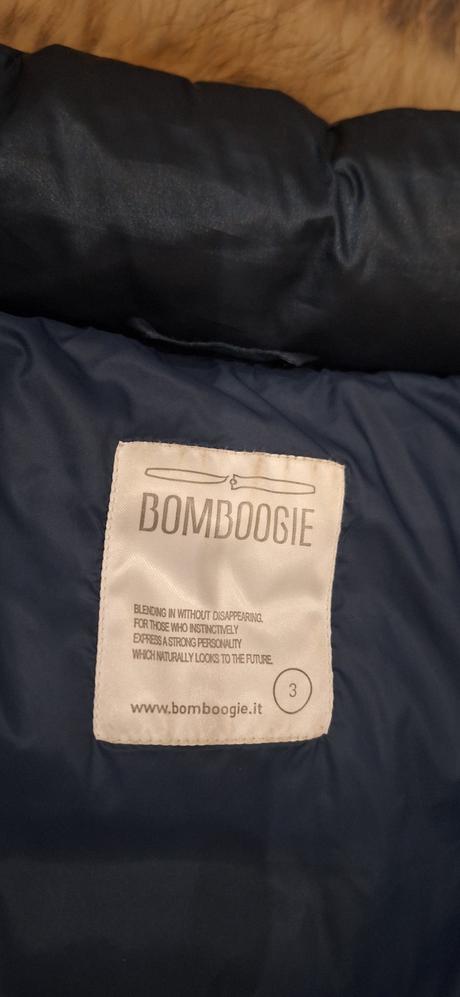 BOMBOOGIE
BLENDING IN WITHOUT DISAPPEARING.
FOR THOSE WHO INSTINCTIVELY
EXPRESS A STRONG PERSONALITY
WHICH NATURALLY LOOKS TO THE FUTURE.
3
www.bomboogie.it